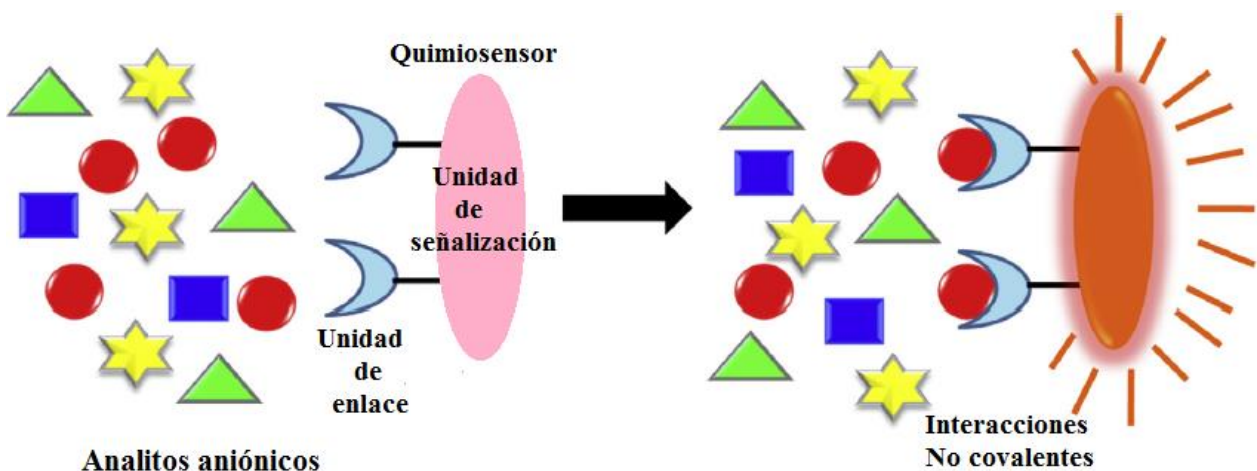 Quimiosensor
Unidad
de
señalización
Unidad
de
enlace
Analitos aniónicos
Interacciones
No covalentes